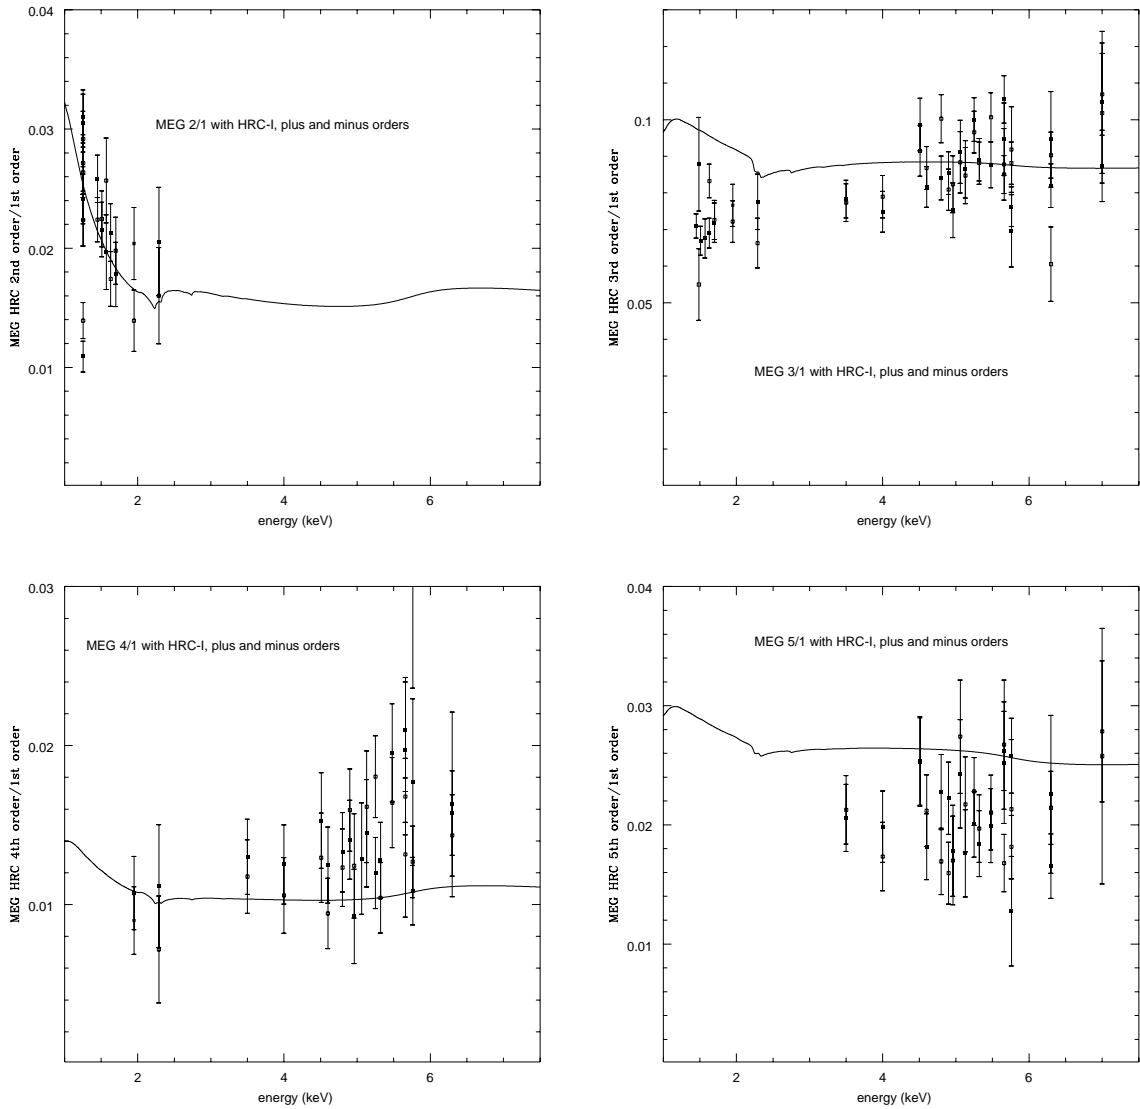 0.04
0.03
0.02
0.01
MEG HRC 2nd order/1st order
MEG 2/1 with HRC-I, plus and minus orders
2
4
6
energy (keV)
0.1
0.05
MEG HRC 3rd order/1st order
MEG 3/1 with HRC-I, plus and minus orders
2
4
6
energy (keV)
0.03
0.02
0.01
MEG HRC 4th order/1st order
MEG 4/1 with HRC-I, plus and minus orders
2
4
6
energy (keV)
0.04
0.03
0.02
0.01
MEG HRC 5th order/1st order
MEG 5/1 with HRC-I, plus and minus orders
2
4
6
energy (keV)